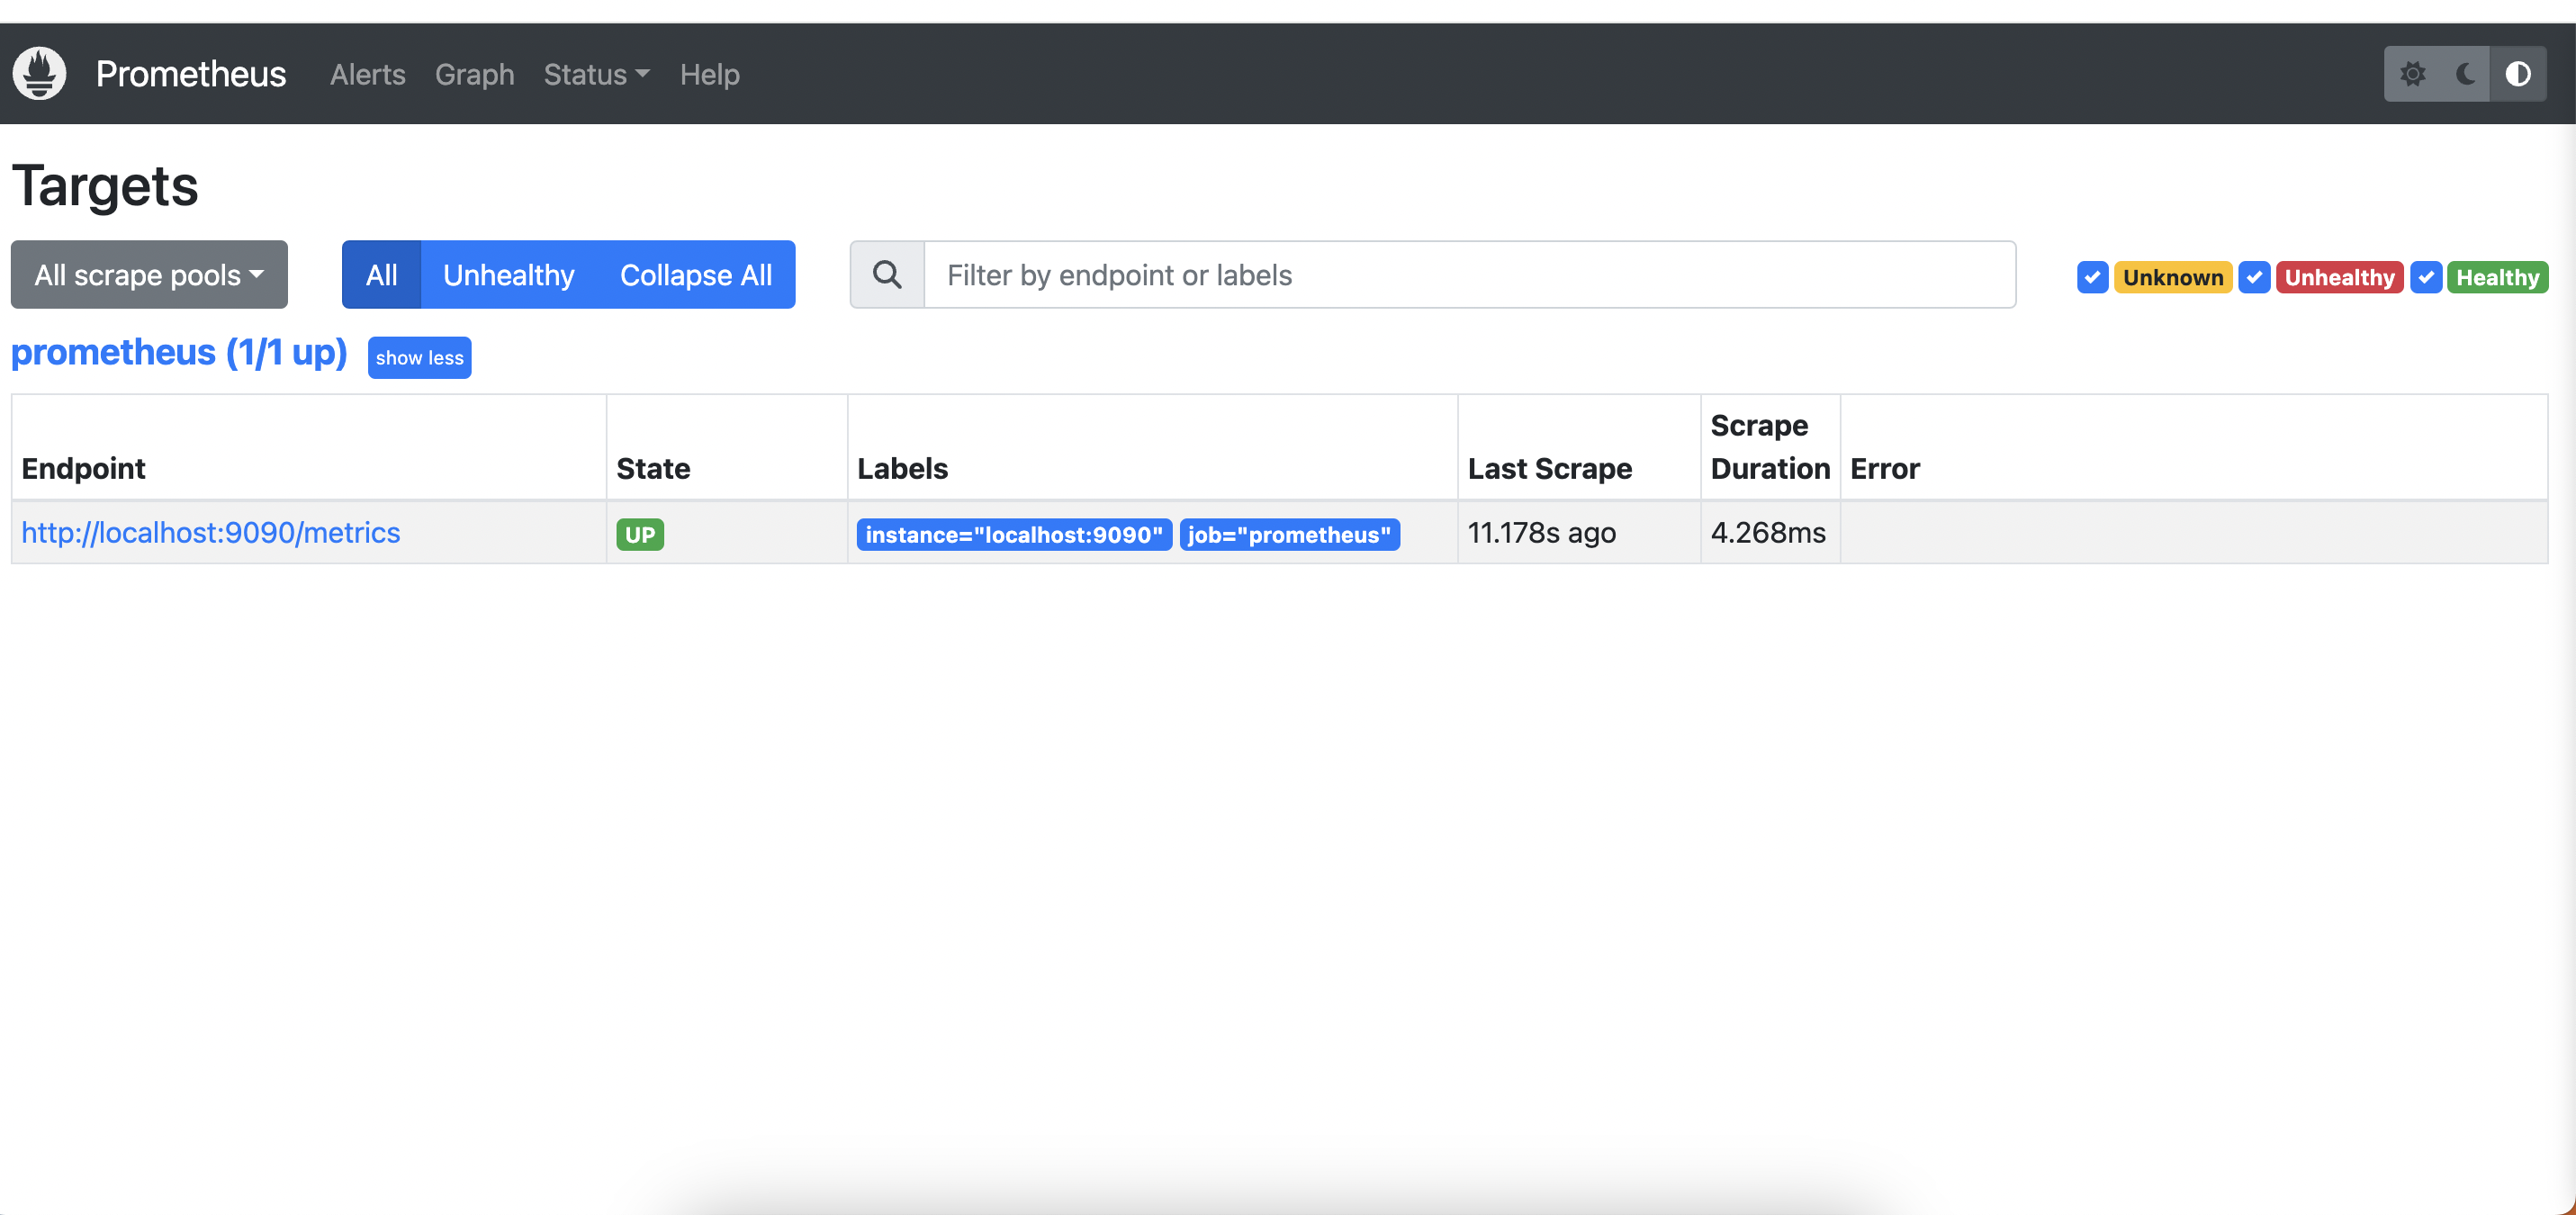 Prometheus Alerts Graph Status Help
Targets
All scrape pools All Unhealthy Collapse All Filter by endpoint or labels Unknown Unhealthy Healthy
prometheus (1/1 up) show less
Endpoint State Labels Last Scrape Scrape Duration Error
http://localhost:9090/metrics UP instance="localhost:9090" job="prometheus" 11.178s ago 4.268ms